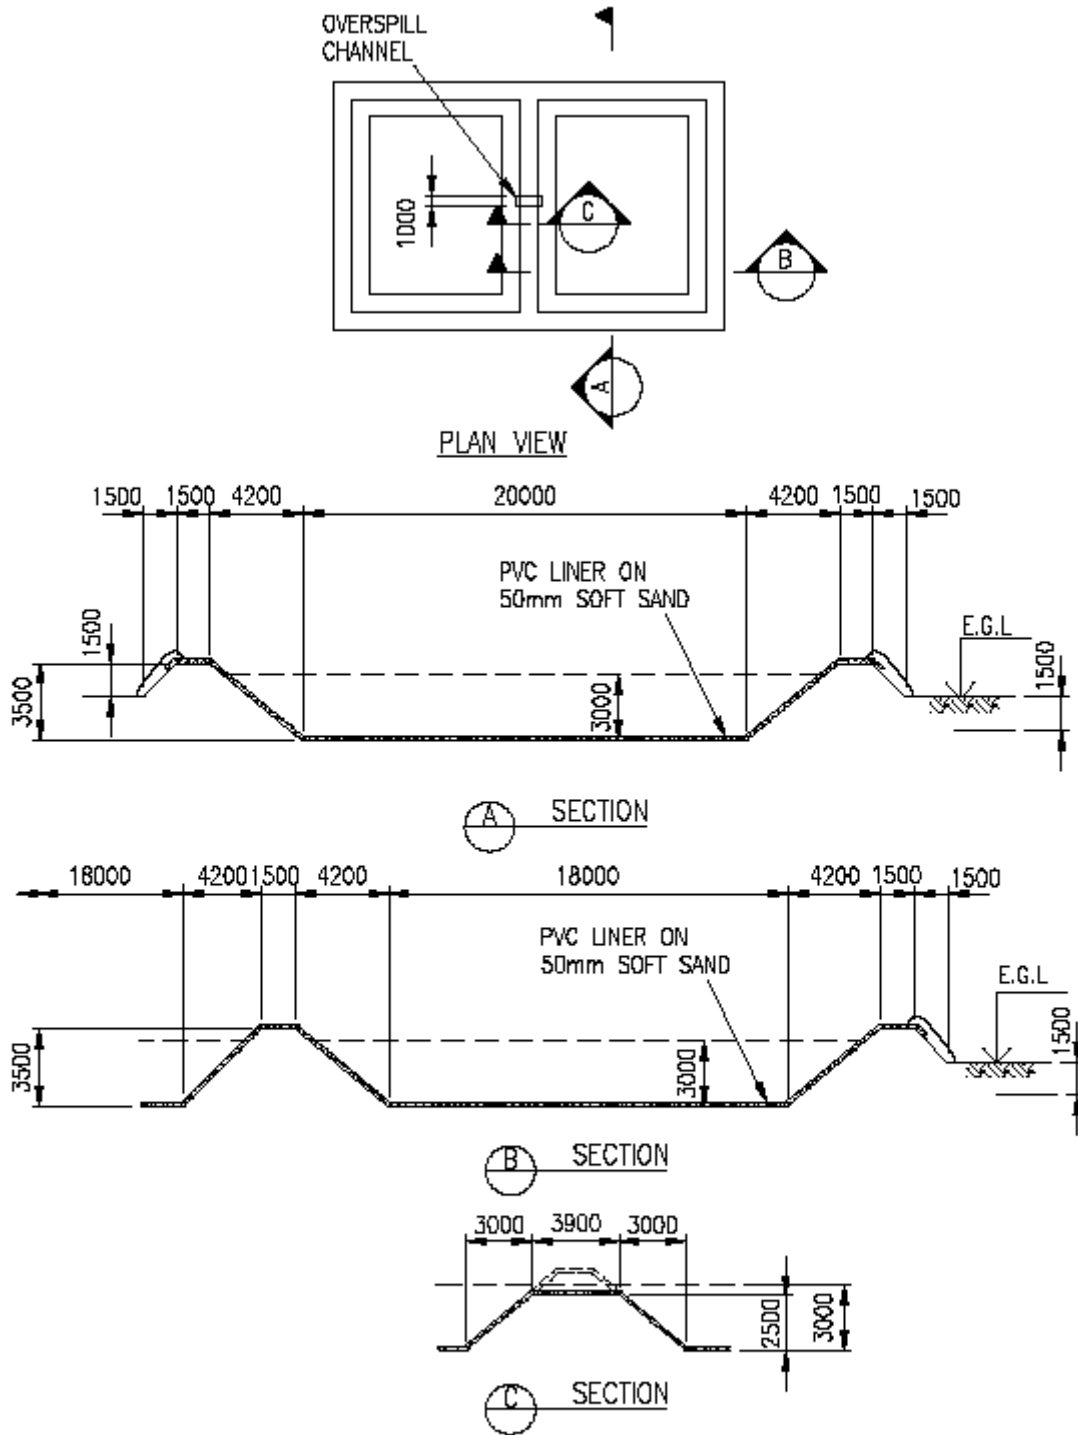 OVERSPILL
CHANNEL
1000
C
B
A
PLAN VIEW
1500 1500 4200 20000 4200 1500 1500
PVC LINER ON
50mm SOFT SAND
E.G.L
1500
3500
3000
1500
A SECTION
18000 4200 1500 4200 18000 4200 1500 1500
PVC LINER ON
50mm SOFT SAND
E.G.L
3500
3000
1500
B SECTION
3000 3900 3000
2500
3000
C SECTION